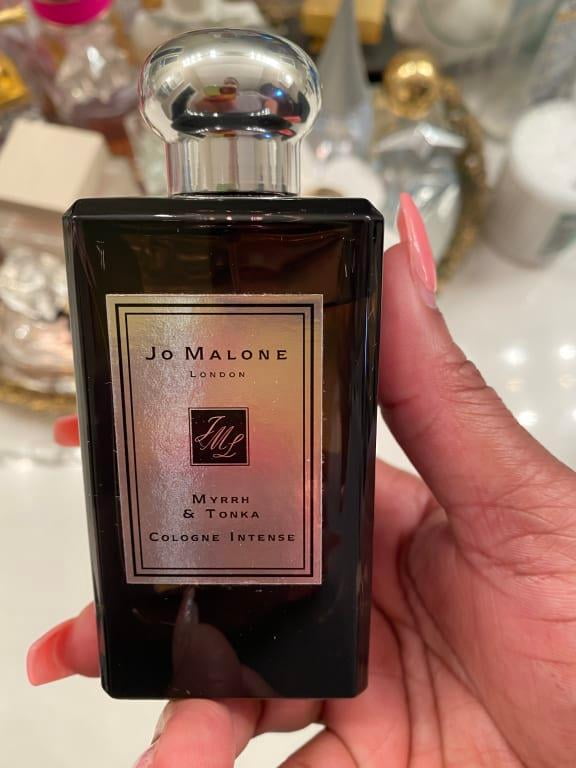 Jo Malone
London
JML
Myrrh
& Tonka
Cologne Intense